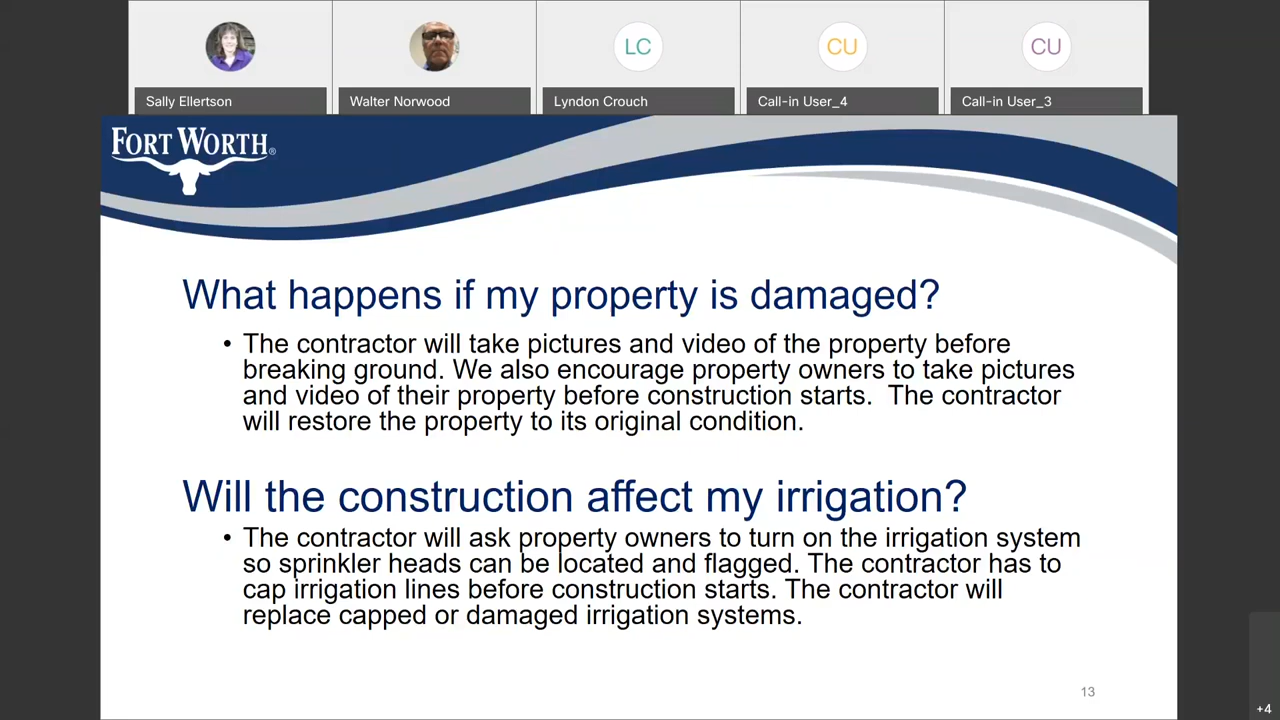 LC
CU
CU
Sally Ellertson
Walter Norwood
Lyndon Crouch
Call-in User_4
Call-in User_3
FORT WORTH®
What happens if my property is damaged?
• The contractor will take pictures and video of the property before
breaking ground. We also encourage property owners to take pictures
and video of their property before construction starts.  The contractor
will restore the property to its original condition.
Will the construction affect my irrigation?
• The contractor will ask property owners to turn on the irrigation system
so sprinkler heads can be located and flagged. The contractor has to
cap irrigation lines before construction starts. The contractor will
replace capped or damaged irrigation systems.
13
+4